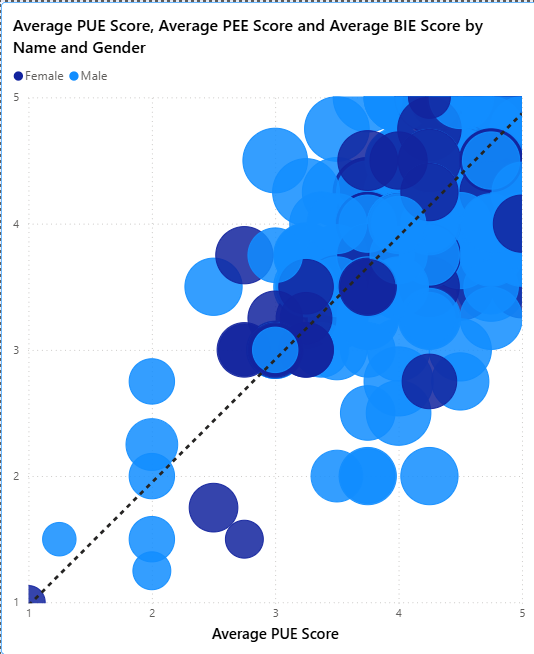 Average PUE Score, Average PEE Score and Average BIE Score by
Name and Gender
Female Male
5
4
3
2
1
1 2 3 4 5
Average PUE Score